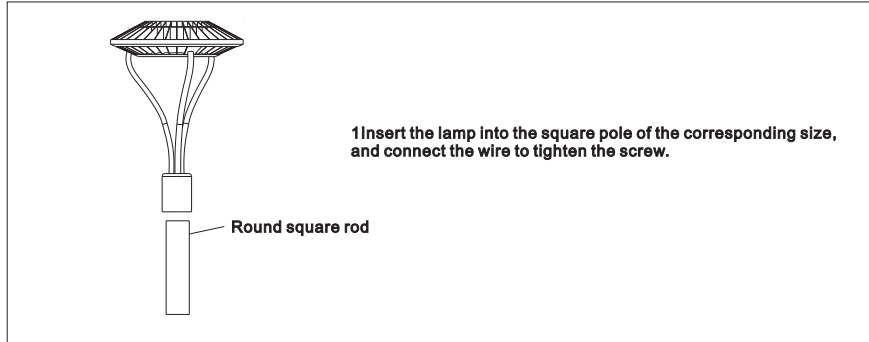 1Insert the lamp into the square pole of the corresponding size,
and connect the wire to tighten the screw.
Round square rod